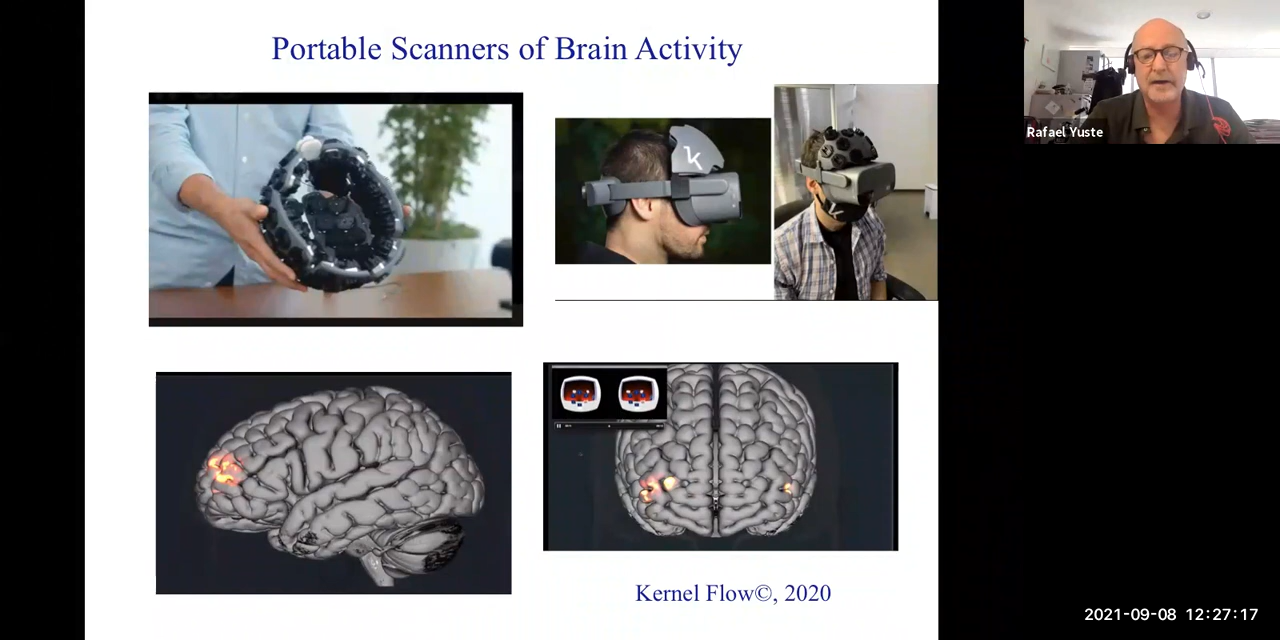 Portable Scanners of Brain Activity
Rafael Yuste
Kernel Flow©, 2020
2021-09-08 12:27:17